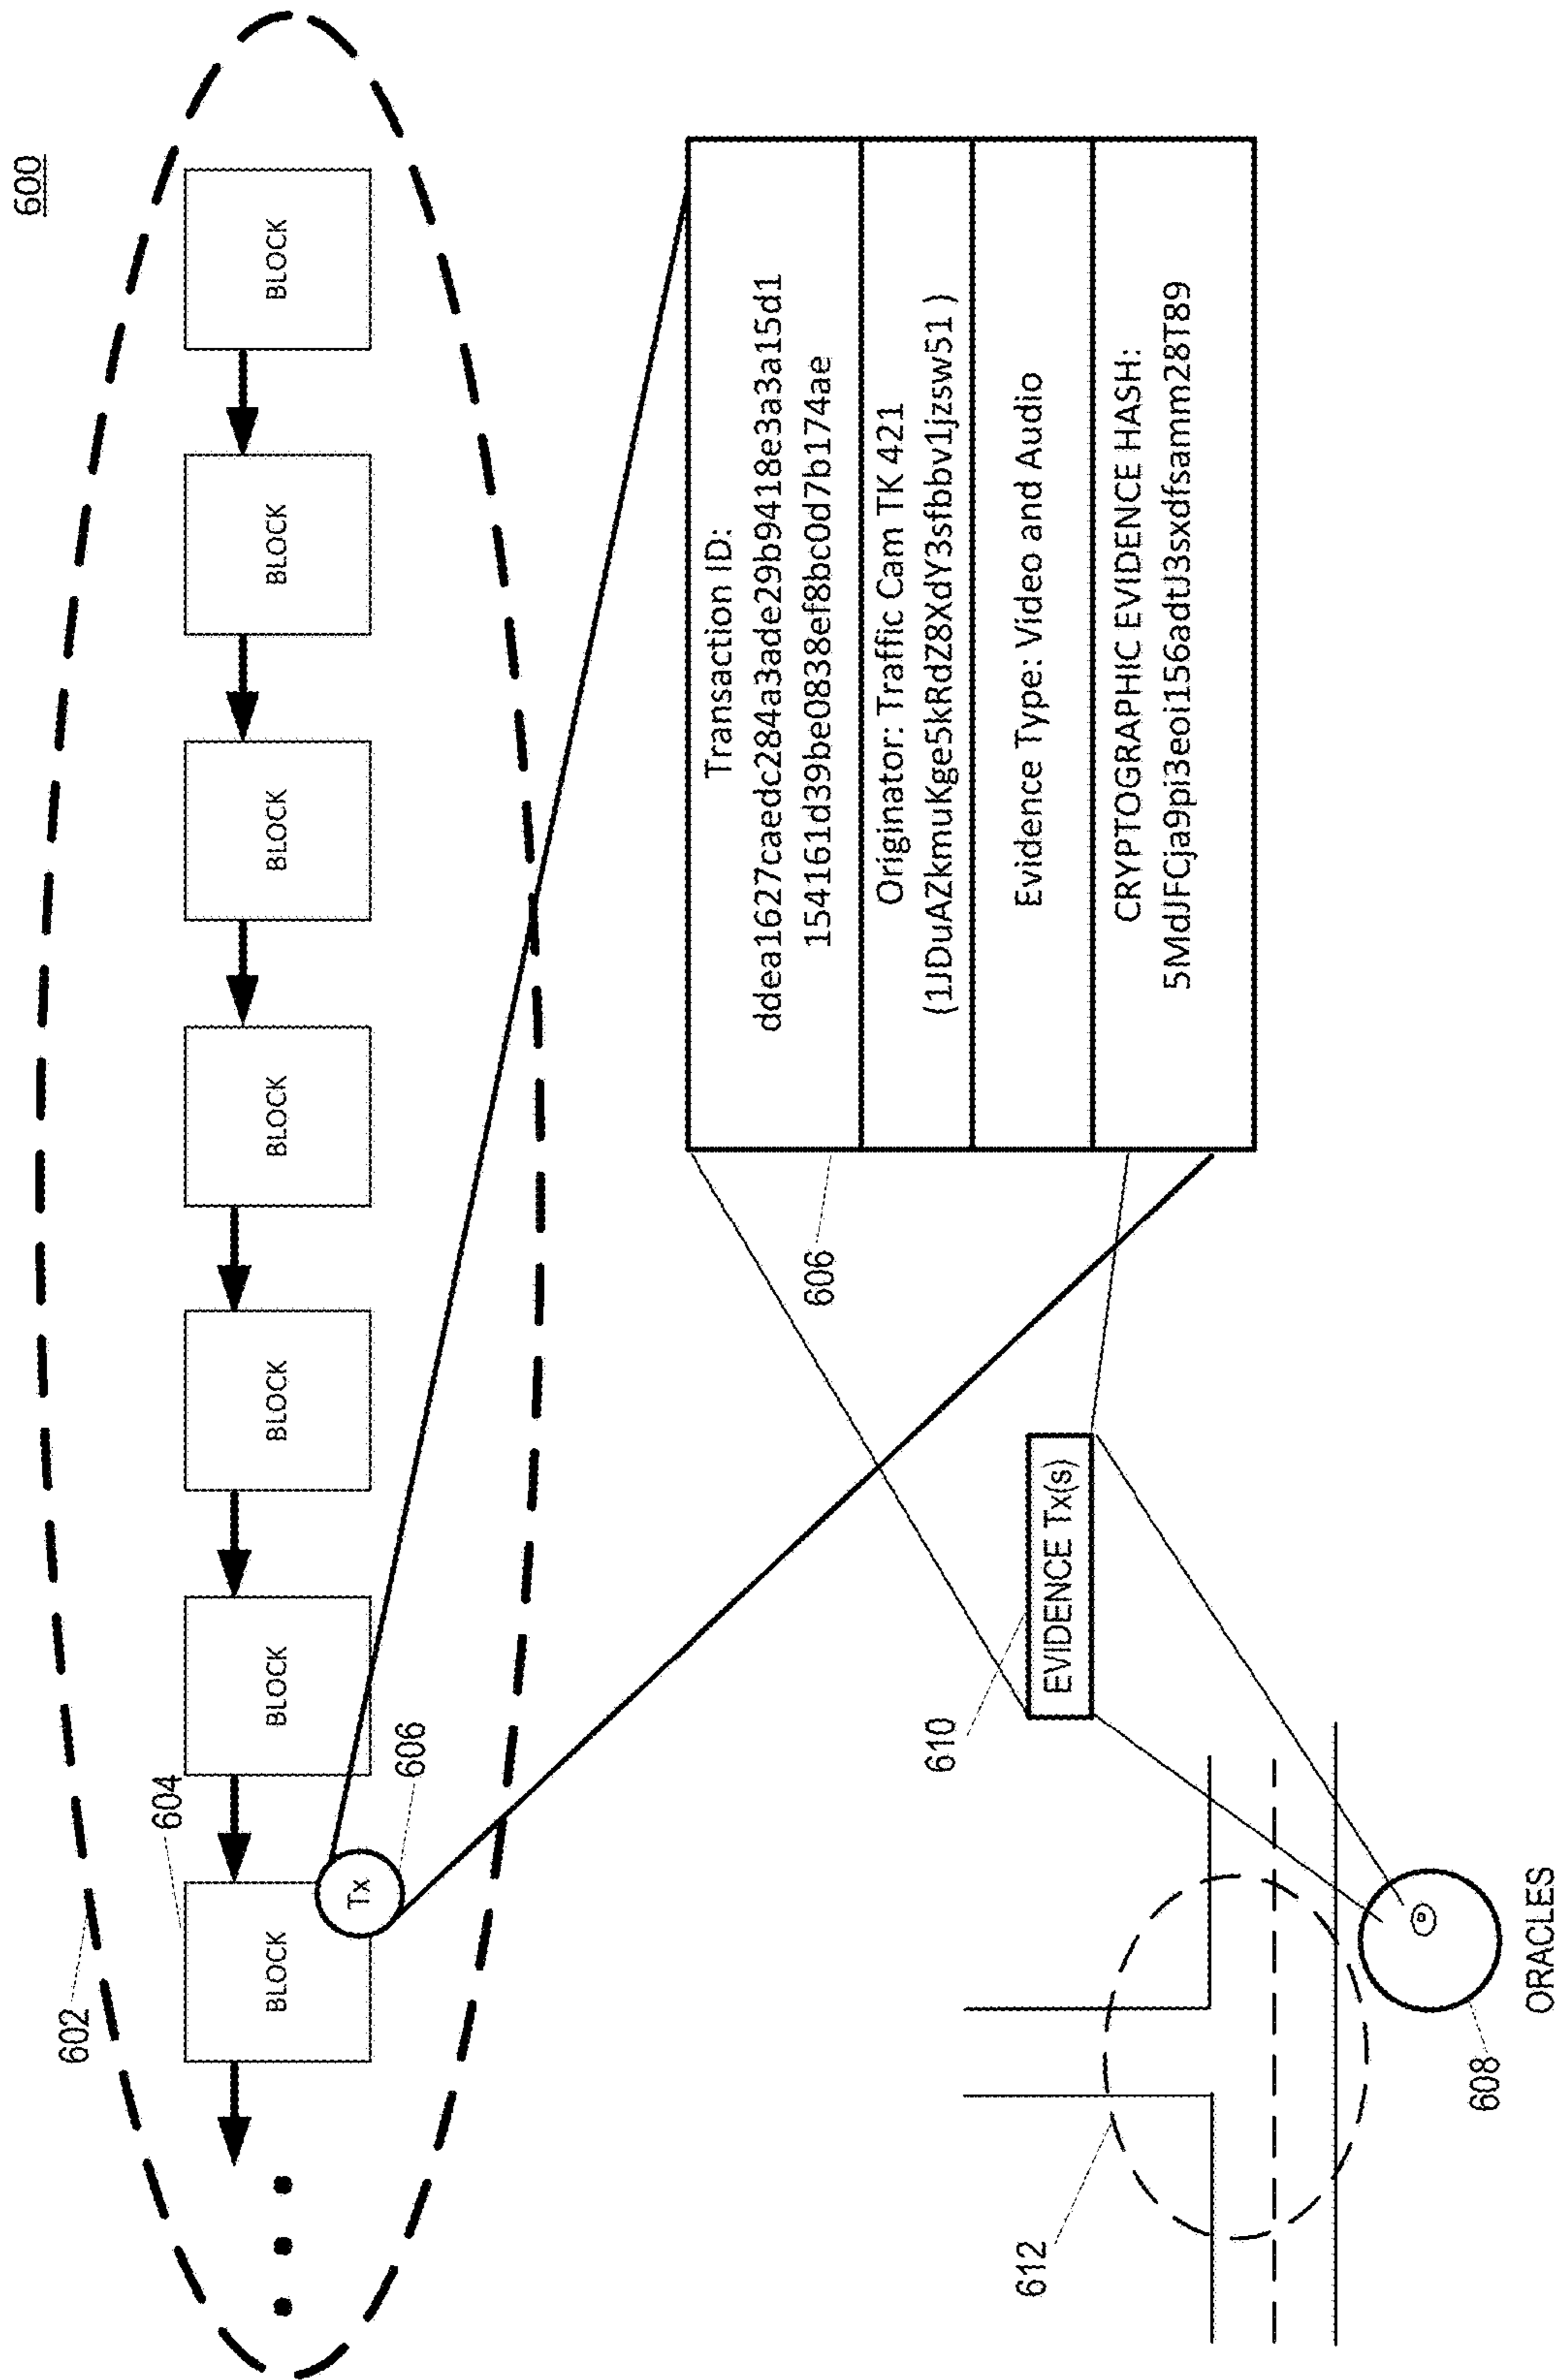 600
602
604
BLOCK
BLOCK
BLOCK
BLOCK
BLOCK
BLOCK
BLOCK
Tx
606
612
610
EVIDENCE Tx(s)
606
Transaction ID:
ddea1627caedc284a3ade29b9418e3a3a15d1
154161d39be0838ef8bc0d7b174ae
Originator: Traffic Cam TK 421
(1JDuAZkmuKge5kRdZ8XdY3sfbbv1jzsw51 )
Evidence Type: Video and Audio
CRYPTOGRAPHIC EVIDENCE HASH:
5MdJFCja9pi3eoi156adtJ3sxdfsamm28T89
608
ORACLES